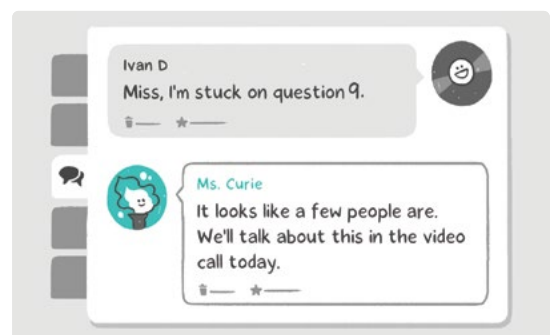 Ivan D
Miss, I'm stuck on question 9.
Ms. Curie
It looks like a few people are.
We'll talk about this in the video
call today.